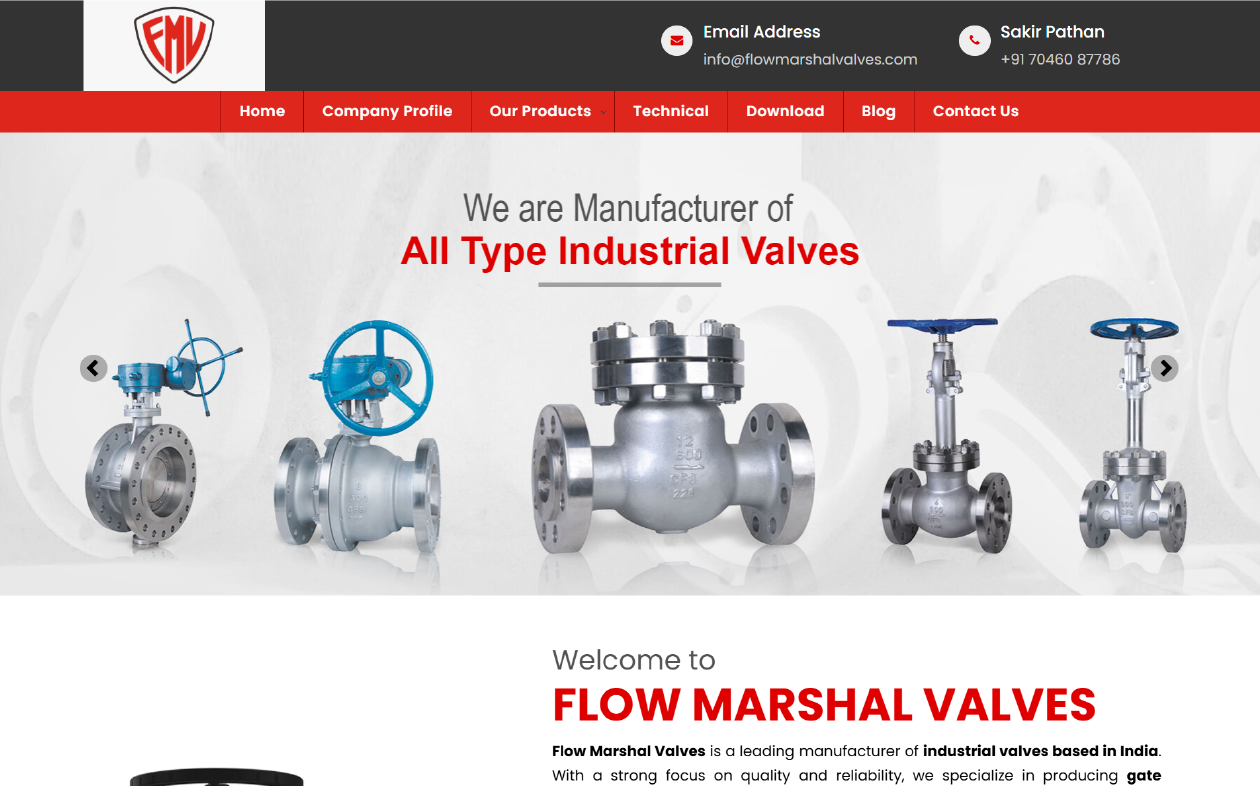 FMV
Email Address
info@flowmarshalvalves.com
Sakir Pathan
+91 70460 87786
Home
Company Profile
Our Products
Technical
Download
Blog
Contact Us
We are Manufacturer of
All Type Industrial Valves
12
600
CF8
Welcome to
FLOW MARSHAL VALVES
Flow Marshal Valves is a leading manufacturer of industrial valves based in India.
With a strong focus on quality and reliability, we specialize in producing gate